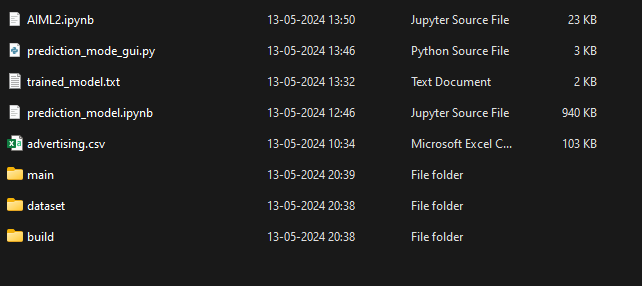 AIML2.ipynb 13-05-2024 13:50 Jupyter Source File 23 KB
prediction_mode_gui.py 13-05-2024 13:46 Python Source File 3 KB
trained_model.txt 13-05-2024 13:32 Text Document 2 KB
prediction_model.ipynb 13-05-2024 12:46 Jupyter Source File 940 KB
advertising.csv 13-05-2024 10:34 Microsoft Excel C... 103 KB
main 13-05-2024 20:39 File folder
dataset 13-05-2024 20:38 File folder
build 13-05-2024 20:38 File folder